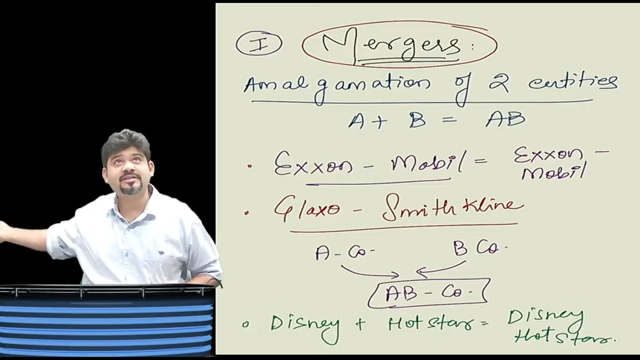 I Mergers:
Amalgamation of 2 entities
A + B = AB
• Exxon - Mobil = Exxon - Mobil
• Glaxo - Smithkline
A - Co. B Co.
AB - Co.
• Disney + Hotstar = Disney Hotstar.